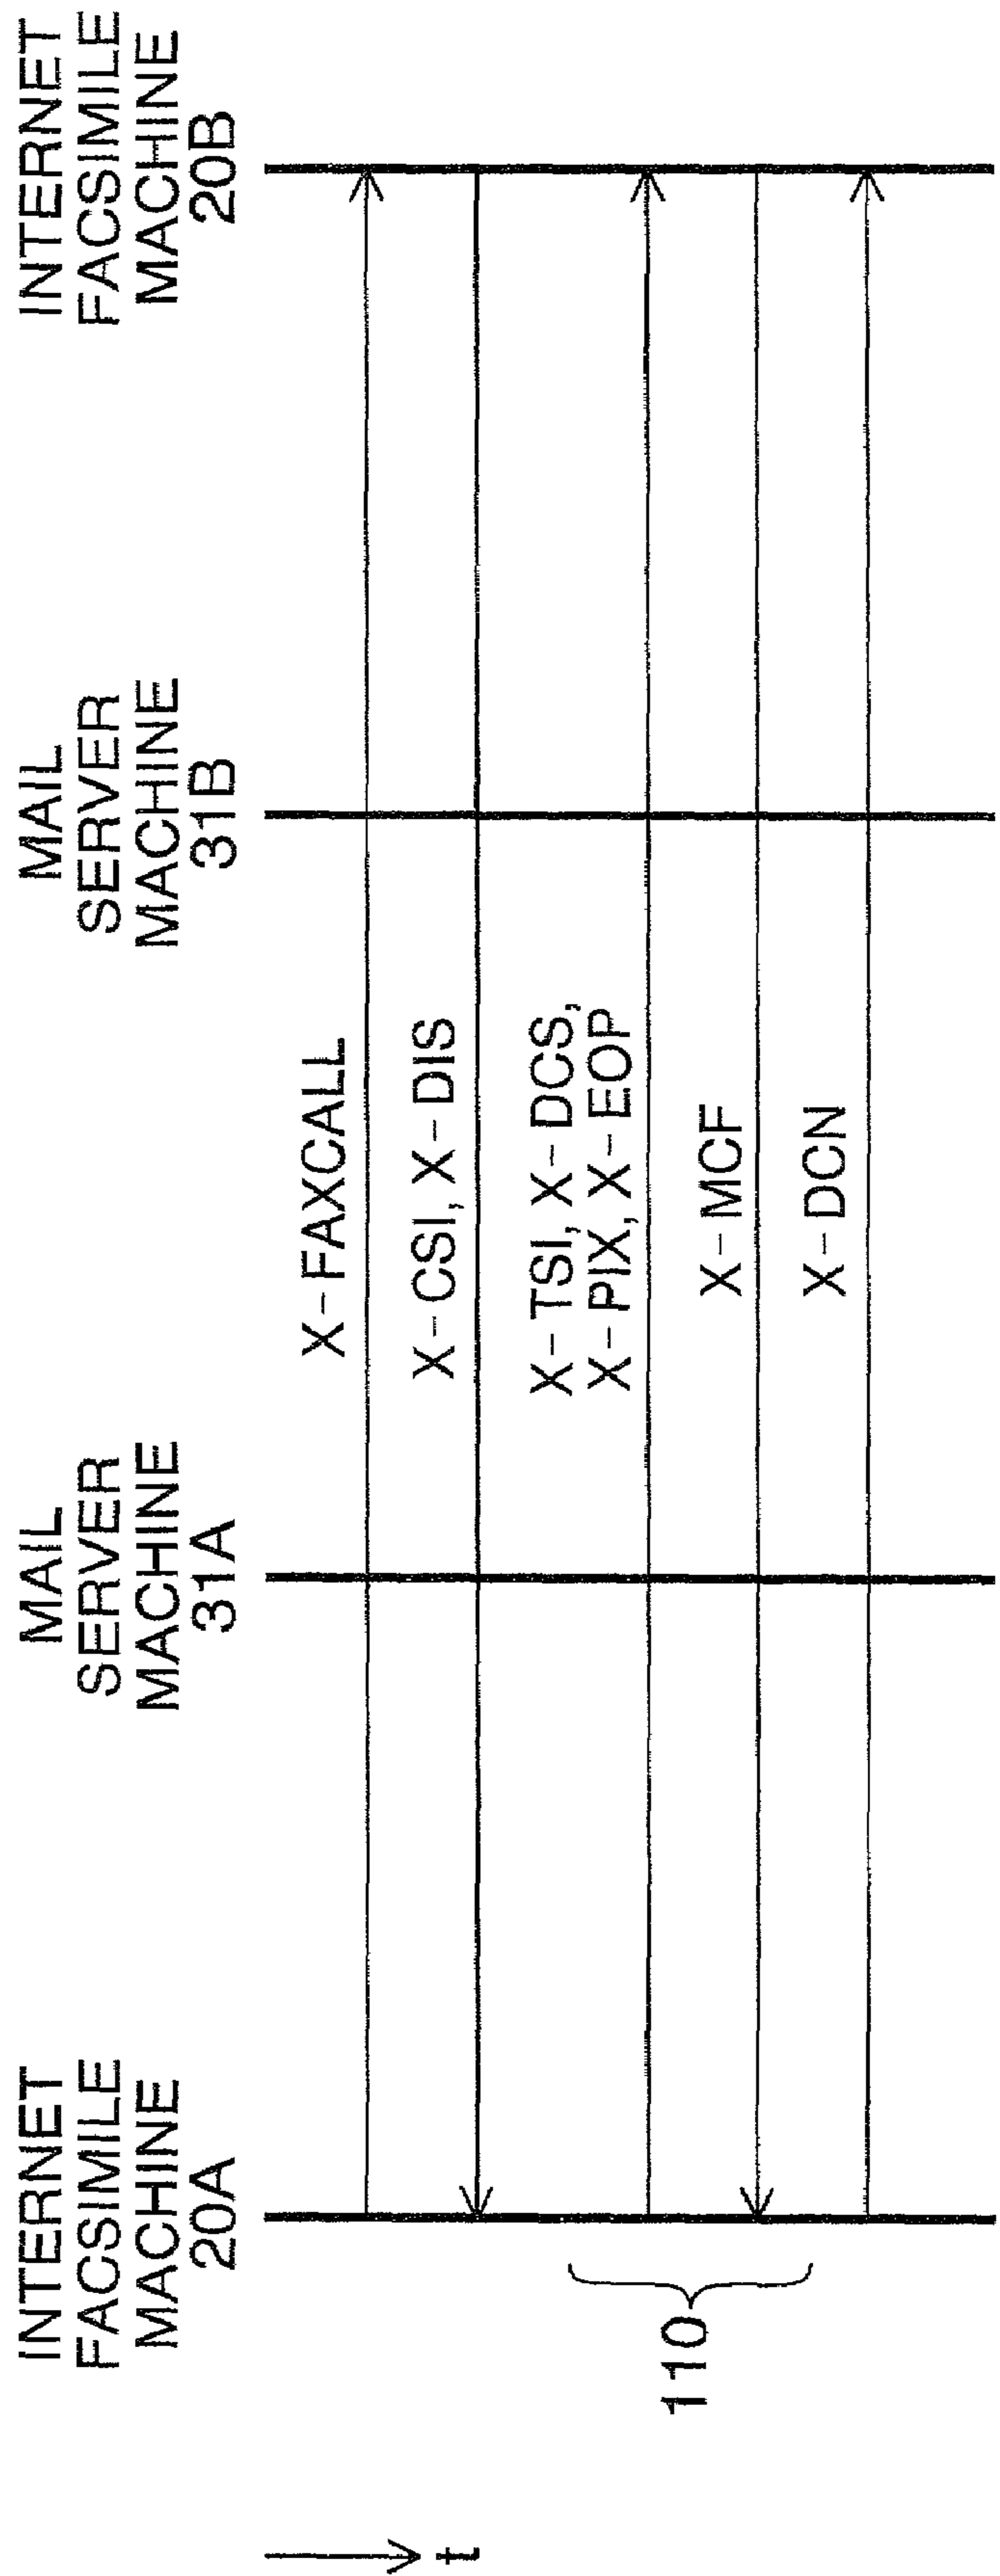 INTERNET
FACSIMILE
MACHINE
20A
MAIL
SERVER
MACHINE
31A
MAIL
SERVER
MACHINE
31B
INTERNET
FACSIMILE
MACHINE
20B
t
X-FAXCALL
X-CSI, X-DIS
X-TSI, X-DCS,
X-PIX, X-EOP
X-MCF
X-DCN
110